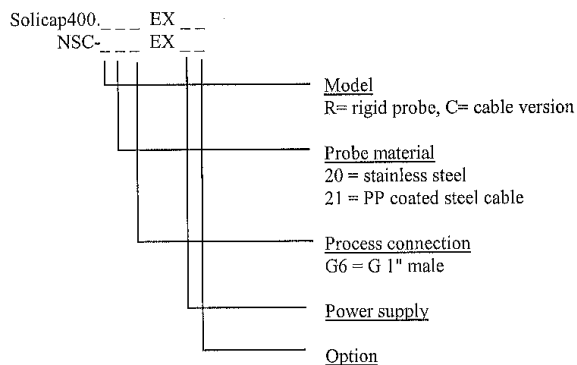 Solicap400._ _ _ EX _ _
NSC-_ _ _ EX _ _
Model
R= rigid probe, C= cable version
Probe material
20 = stainless steel
21 = PP coated steel cable
Process connection
G6 = G 1" male
Power supply
Option